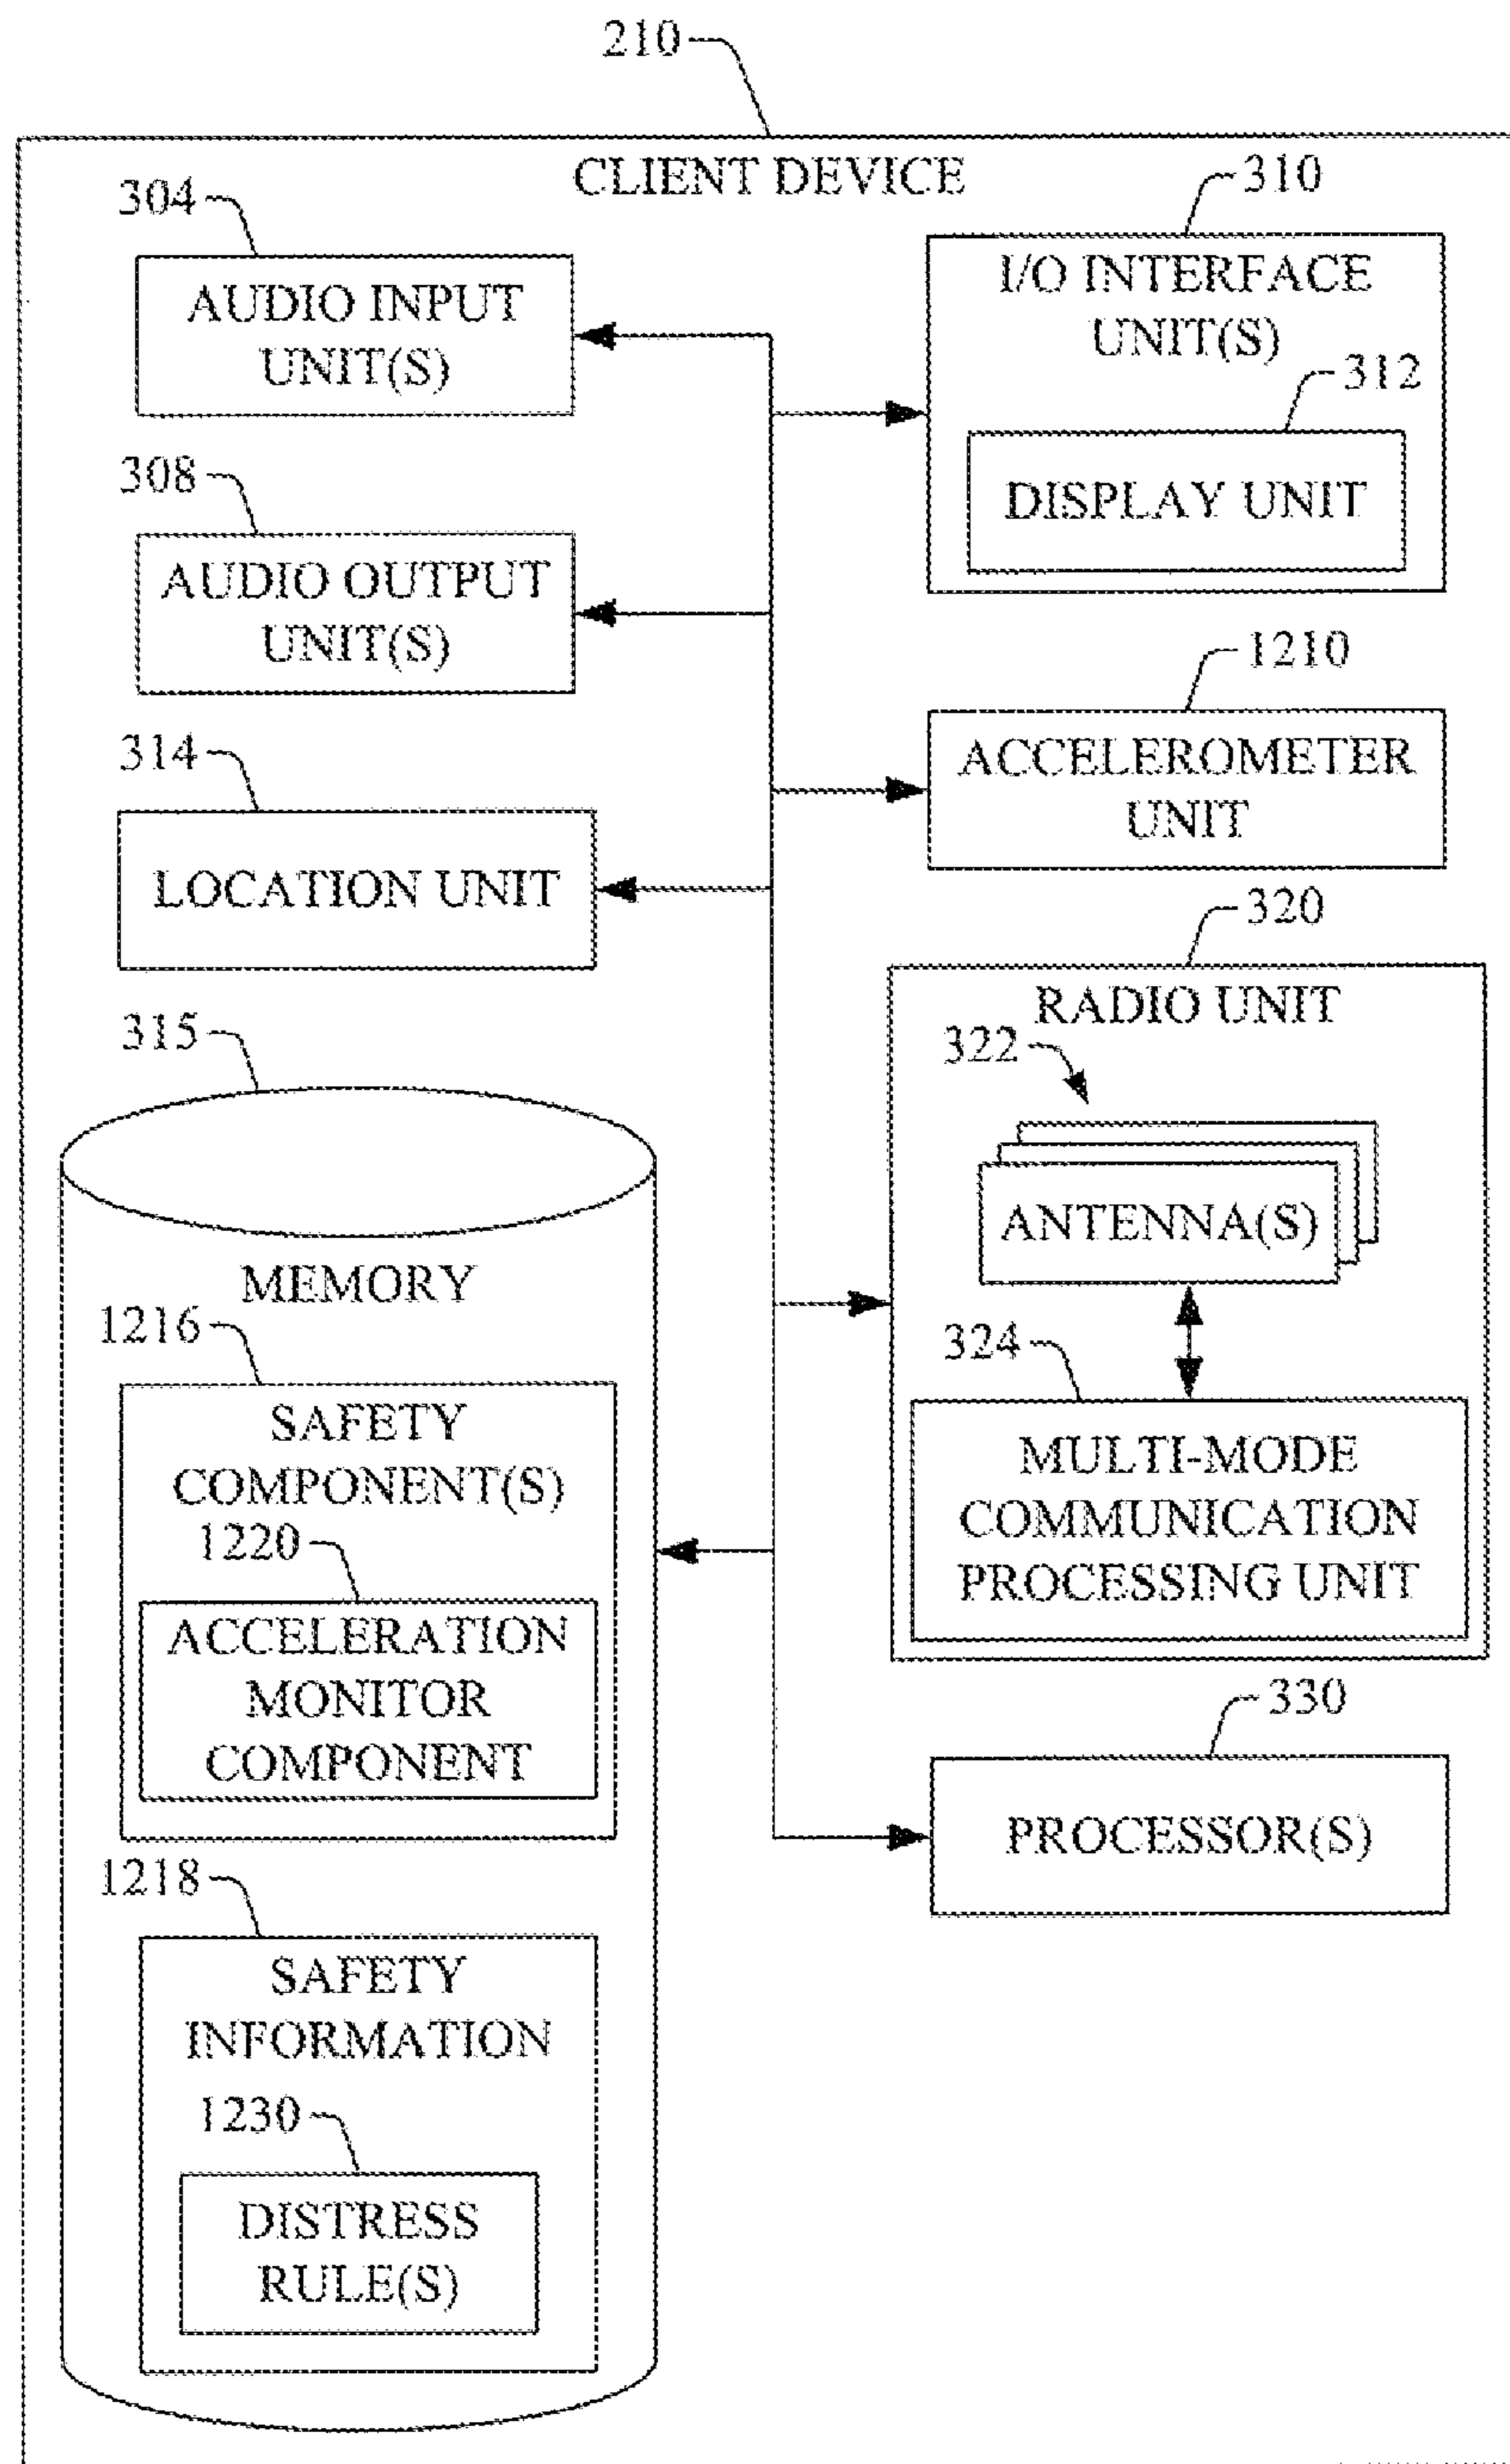 210
CLIENT DEVICE
304
AUDIO INPUT
UNIT(S)
310
I/O INTERFACE
UNIT(S)
312
DISPLAY UNIT
308
AUDIO OUTPUT
UNIT(S)
1210
ACCELEROMETER
UNIT
314
LOCATION UNIT
320
RADIO UNIT
322
ANTENNA(S)
324
MULTI-MODE
COMMUNICATION
PROCESSING UNIT
315
MEMORY
1216
SAFETY
COMPONENT(S)
1220
ACCELERATION
MONITOR
COMPONENT
330
PROCESSOR(S)
1218
SAFETY
INFORMATION
1230
DISTRESS
RULE(S)